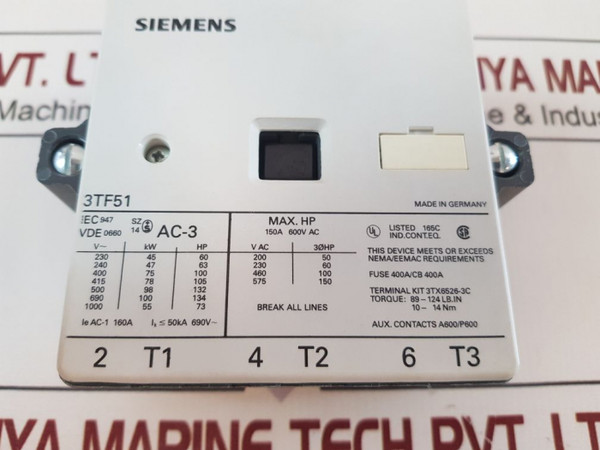 SIEMENS
VT. LT
YA MARIN
Machin
e & Indus
3TF51
MADE IN GERMANY
IEC 947
VDE 0660
SZ
14
AC-3
V~ kW HP
230 45 60
240 47 63
400 75 100
415 78 105
500 98 132
690 100 134
1000 55 73
Ie AC-1 160A Iₛ ≤ 50kA 690V~
MAX. HP
150A 600V AC
V AC 3ØHP
200 50
230 60
460 100
575 150
BREAK ALL LINES
UL LISTED 165C
IND.CONT.EQ.
THIS DEVICE MEETS OR EXCEEDS
NEMA/EEMAC REQUIREMENTS
FUSE 400A/CB 400A
TERMINAL KIT 3TX6526-3C
TORQUE: 89 – 124 LB.IN
10 – 14 Nm
AUX. CONTACTS A600/P600
2 T1 4 T2 6 T3
YA MARINE TECH PVT. LT